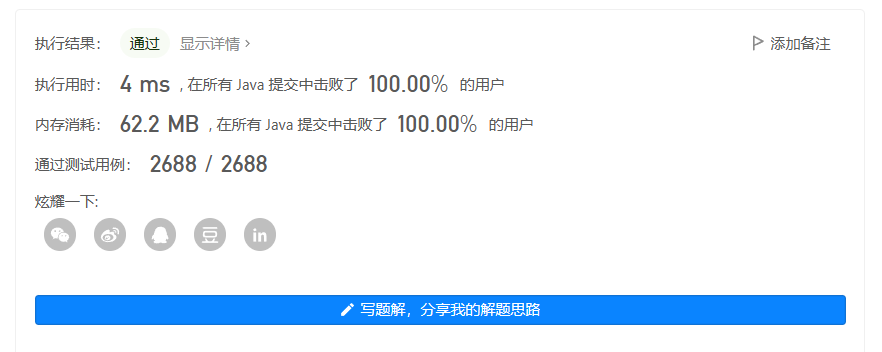 执行结果： 通过 显示详情 › 添加备注
执行用时： 4 ms , 在所有 Java 提交中击败了 100.00% 的用户
内存消耗： 62.2 MB , 在所有 Java 提交中击败了 100.00% 的用户
通过测试用例： 2688 / 2688
炫耀一下:
豆 in
写题解，分享我的解题思路